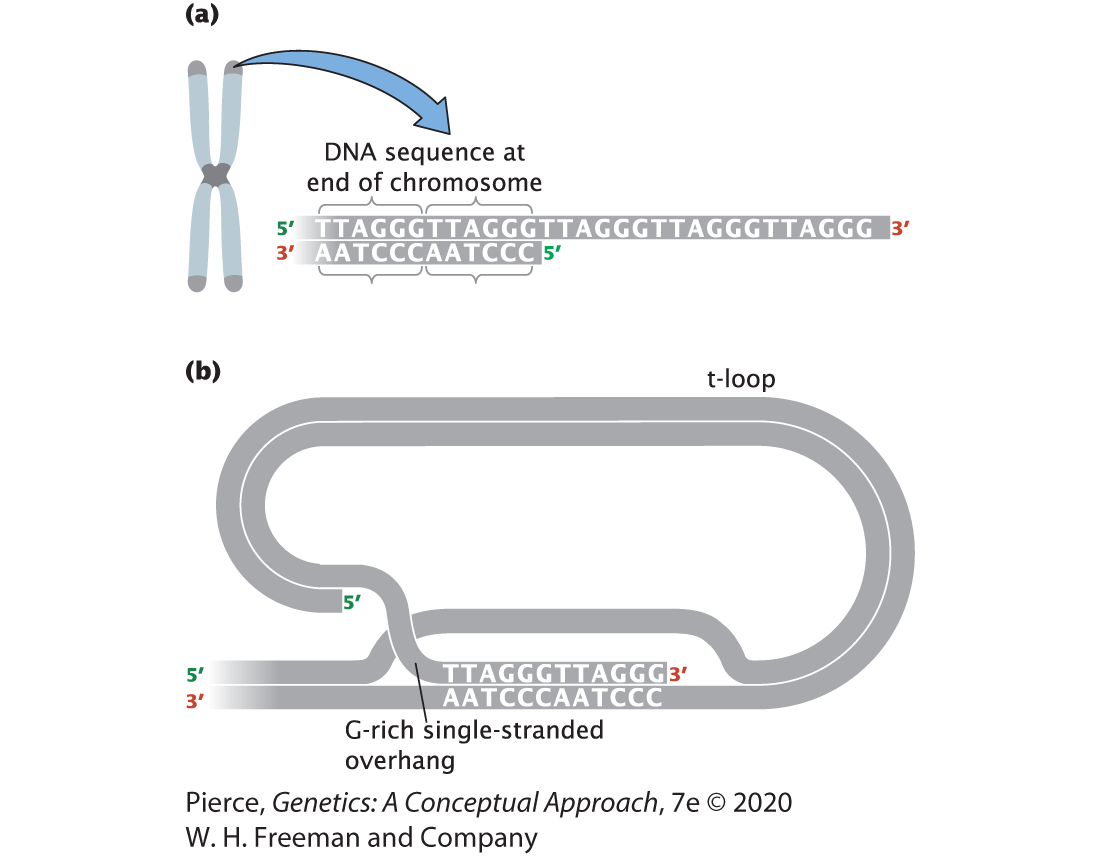 (a)
DNA sequence at
end of chromosome
5′ TTAGGGTTAGGGTTAGGGTTAGGGTTAGGG 3′
3′ AATCCCAATCCC 5′
(b)
t-loop
5′
5′ TTAGGGTTAGGG 3′
3′ AATCCCAATCCC
G-rich single-stranded
overhang
Pierce, Genetics: A Conceptual Approach, 7e © 2020
W. H. Freeman and Company